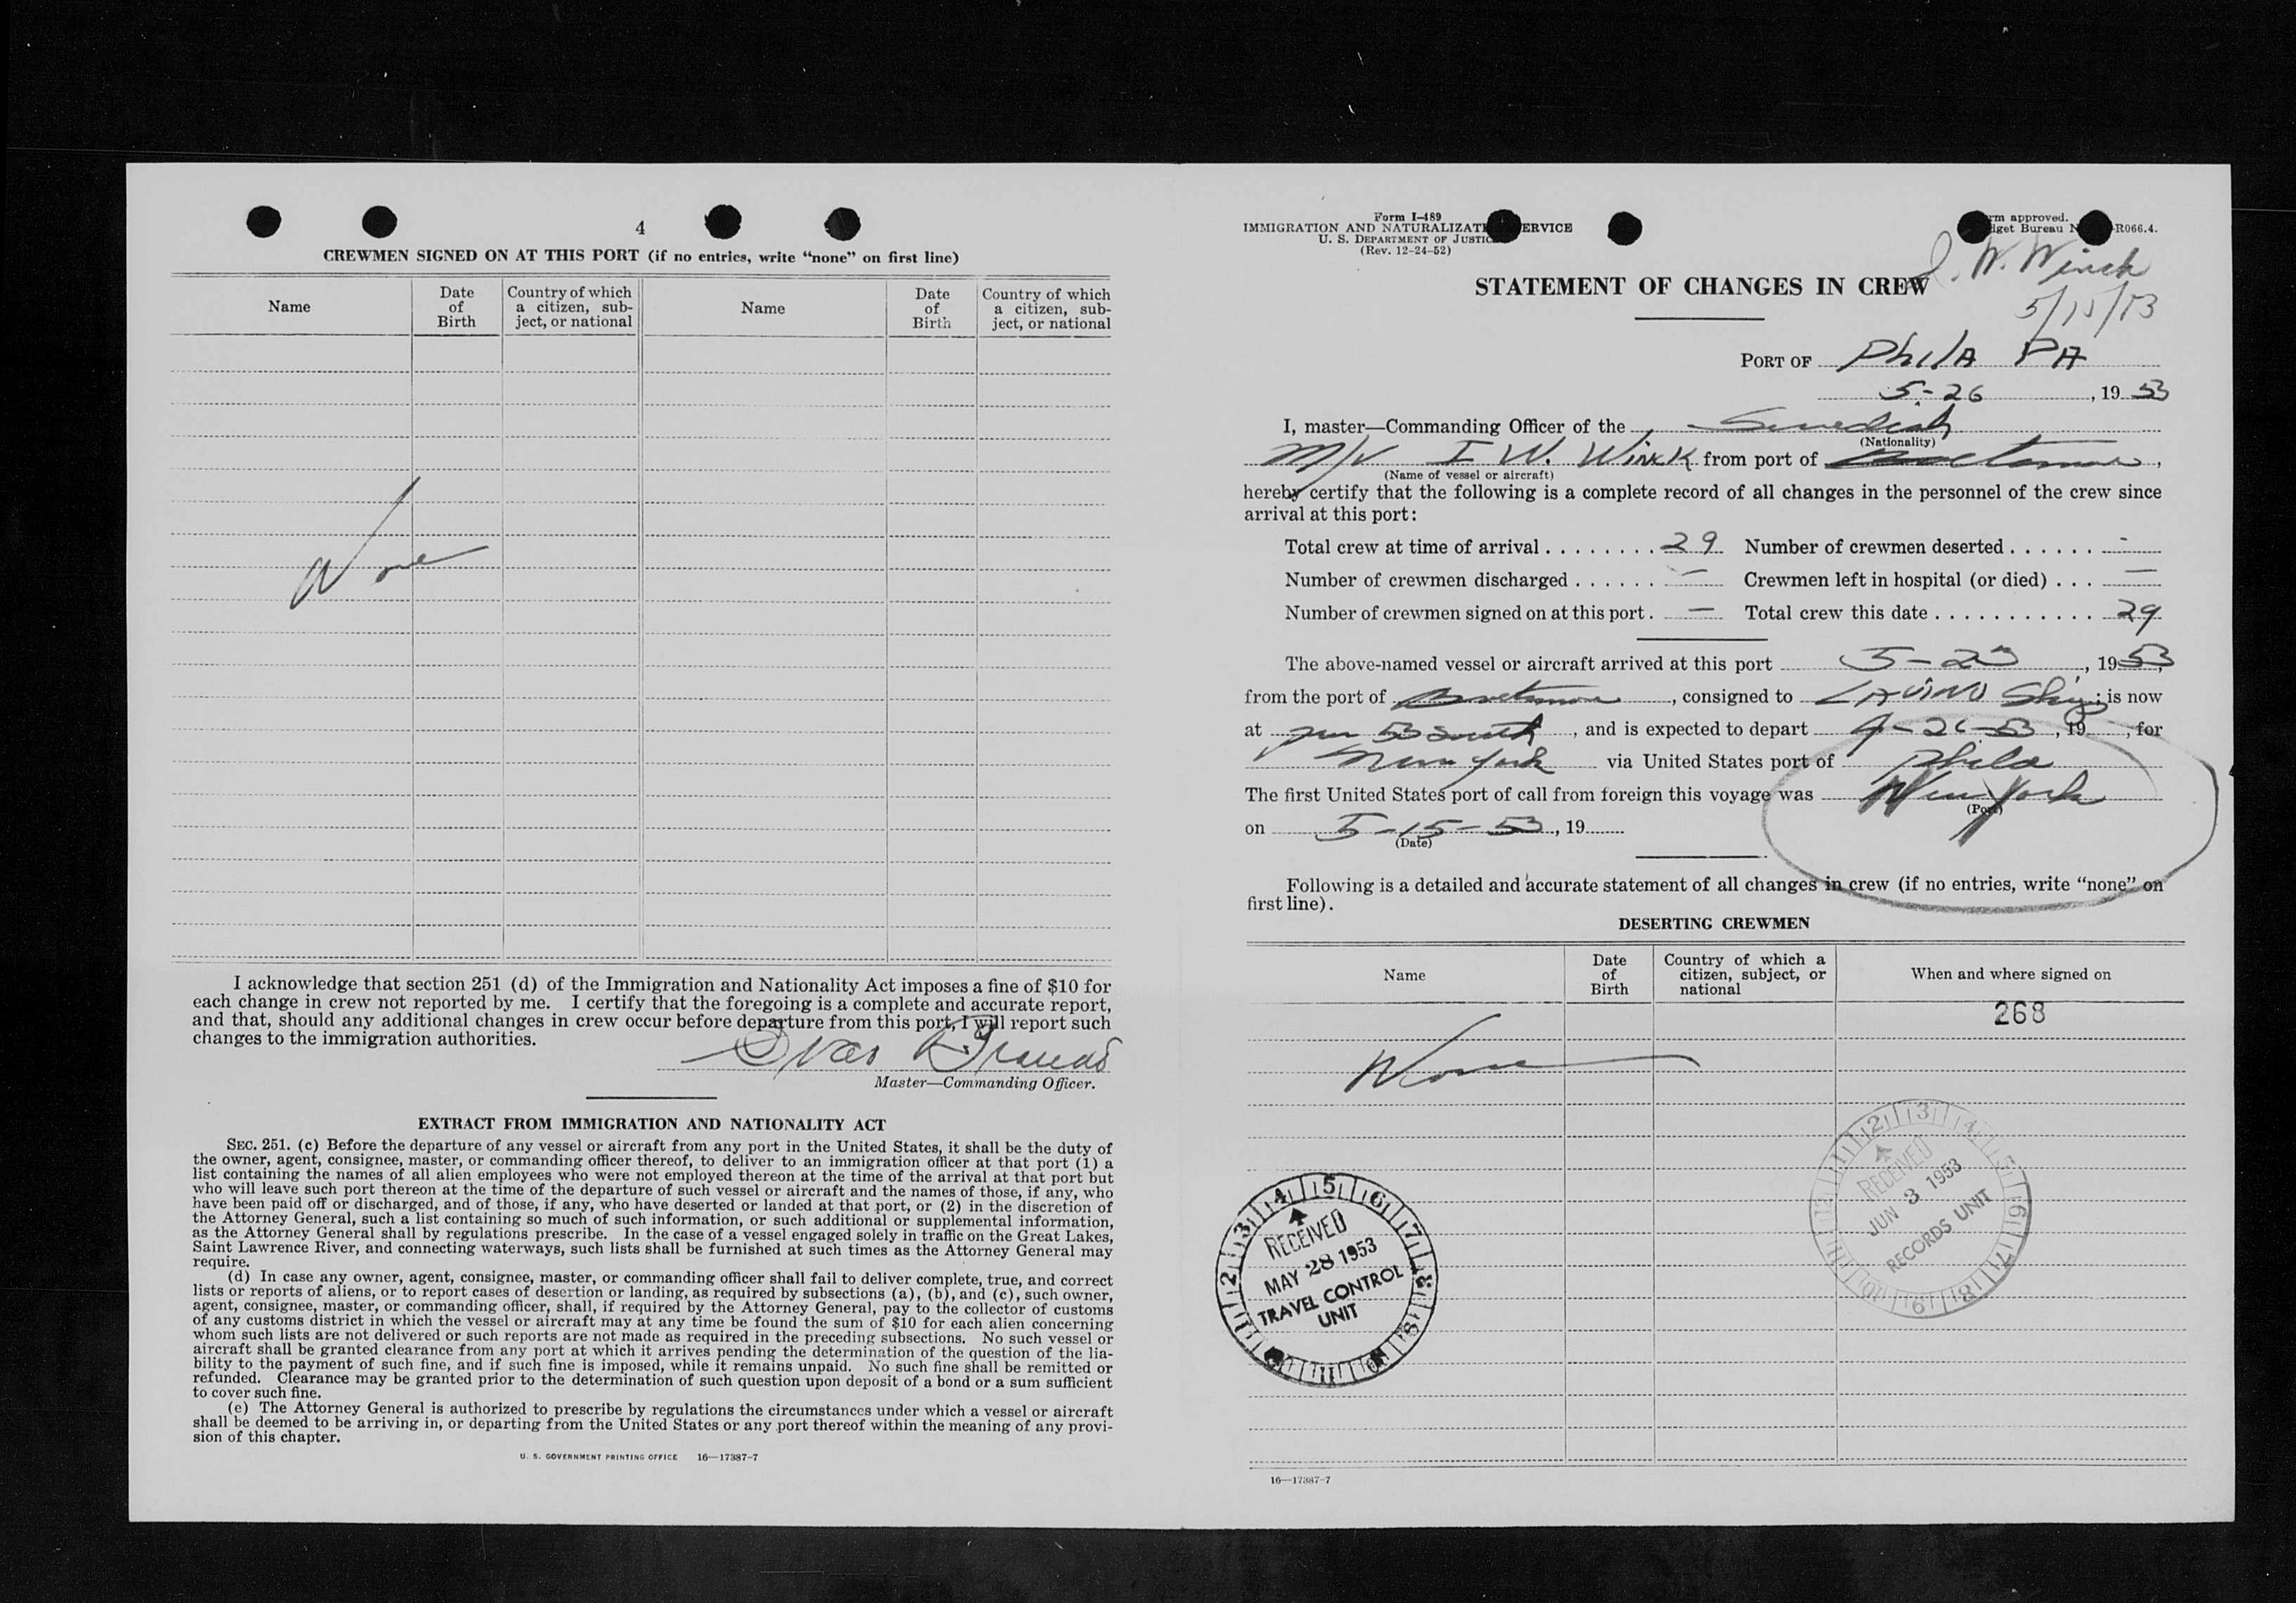 4
CREWMEN SIGNED ON AT THIS PORT (if no entries, write “none” on first line)
Name
Date of Birth
Country of which a citizen, subject, or national
Name
Date of Birth
Country of which a citizen, subject, or national
None
I acknowledge that section 251 (d) of the Immigration and Nationality Act imposes a fine of $10 for
each change in crew not reported by me. I certify that the foregoing is a complete and accurate report,
and that, should any additional changes in crew occur before departure from this port, I will report such
changes to the immigration authorities.
Master—Commanding Officer.
EXTRACT FROM IMMIGRATION AND NATIONALITY ACT
SEC. 251. (c) Before the departure of any vessel or aircraft from any port in the United States, it shall be the duty of
the owner, agent, consignee, master, or commanding officer thereof, to deliver to an immigration officer at that port (1) a
list containing the names of all alien employees who were not employed thereon at the time of the arrival at that port but
who will leave such port thereon at the time of the departure of such vessel or aircraft and the names of those, if any, who
have been paid off or discharged, and of those, if any, who have deserted or landed at that port, or (2) in the discretion of
the Attorney General, such a list containing so much of such information, or such additional or supplemental information,
as the Attorney General shall by regulations prescribe. In the case of a vessel engaged solely in traffic on the Great Lakes,
Saint Lawrence River, and connecting waterways, such lists shall be furnished at such times as the Attorney General may
require.
(d) In case any owner, agent, consignee, master, or commanding officer shall fail to deliver complete, true, and correct
lists or reports of aliens, or to report cases of desertion or landing, as required by subsections (a), (b), and (c), such owner,
agent, consignee, master, or commanding officer, shall, if required by the Attorney General, pay to the collector of customs
of any customs district in which the vessel or aircraft may at any time be found the sum of $10 for each alien concerning
whom such lists are not delivered or such reports are not made as required in the preceding subsections. No such vessel or
aircraft shall be granted clearance from any port at which it arrives pending the determination of the question of the lia-
bility to the payment of such fine, and if such fine is imposed, while it remains unpaid. No such fine shall be remitted or
refunded. Clearance may be granted prior to the determination of such question upon deposit of a bond or a sum sufficient
to cover such fine.
(e) The Attorney General is authorized to prescribe by regulations the circumstances under which a vessel or aircraft
shall be deemed to be arriving in, or departing from the United States or any port thereof within the meaning of any provi-
sion of this chapter.
U. S. GOVERNMENT PRINTING OFFICE 16—17387-7
Form I-489
IMMIGRATION AND NATURALIZATI ERVICE
U. S. DEPARTMENT OF JUSTIC
(Rev. 12-24-52)
rm approved.
dget Bureau N R066.4.
W. Winck
5/15/53
STATEMENT OF CHANGES IN CREW
PORT OF Phila PA
5-26, 1953
I, master—Commanding Officer of the Swedish
(Nationality)
M/V I W. Winck from port of
(Name of vessel or aircraft)
hereby certify that the following is a complete record of all changes in the personnel of the crew since
arrival at this port:
Total crew at time of arrival . . . . . . . . 29 Number of crewmen deserted . . . . . . -
Number of crewmen discharged . . . . . . — Crewmen left in hospital (or died) . . . —
Number of crewmen signed on at this port . — Total crew this date . . . . . . . . . . . 29
The above-named vessel or aircraft arrived at this port 5-23, 1953,
from the port of , consigned to LAVINO ; is now
at 53 South, and is expected to depart -26-53, 19 , for
New York via United States port of Phila
The first United States port of call from foreign this voyage was New York
(Port)
on 5-15-53, 19
(Date)
Following is a detailed and accurate statement of all changes in crew (if no entries, write “none” on
first line).
DESERTING CREWMEN
Name
Date of Birth
Country of which a citizen, subject, or national
When and where signed on
268
None
RECEIVED
MAY 28 1953
TRAVEL CONTROL
UNIT
RECEIVED
JUN 3 1953
RECORDS UNIT
16—17387-7